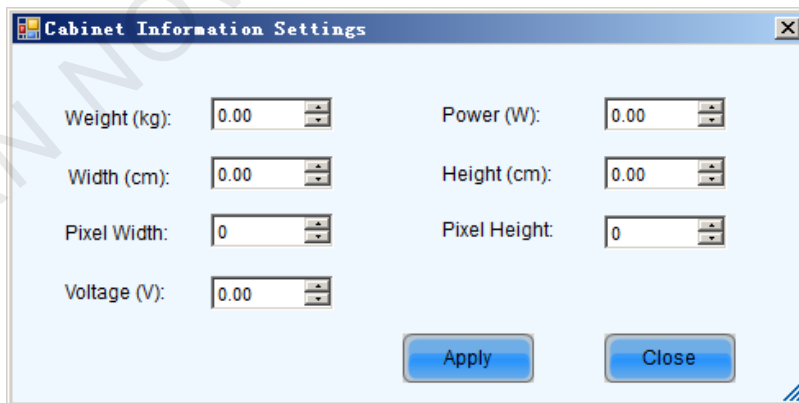 Cabinet Information Settings
Weight (kg): 0.00 Power (W): 0.00
Width (cm): 0.00 Height (cm): 0.00
Pixel Width: 0 Pixel Height: 0
Voltage (V): 0.00
Apply Close